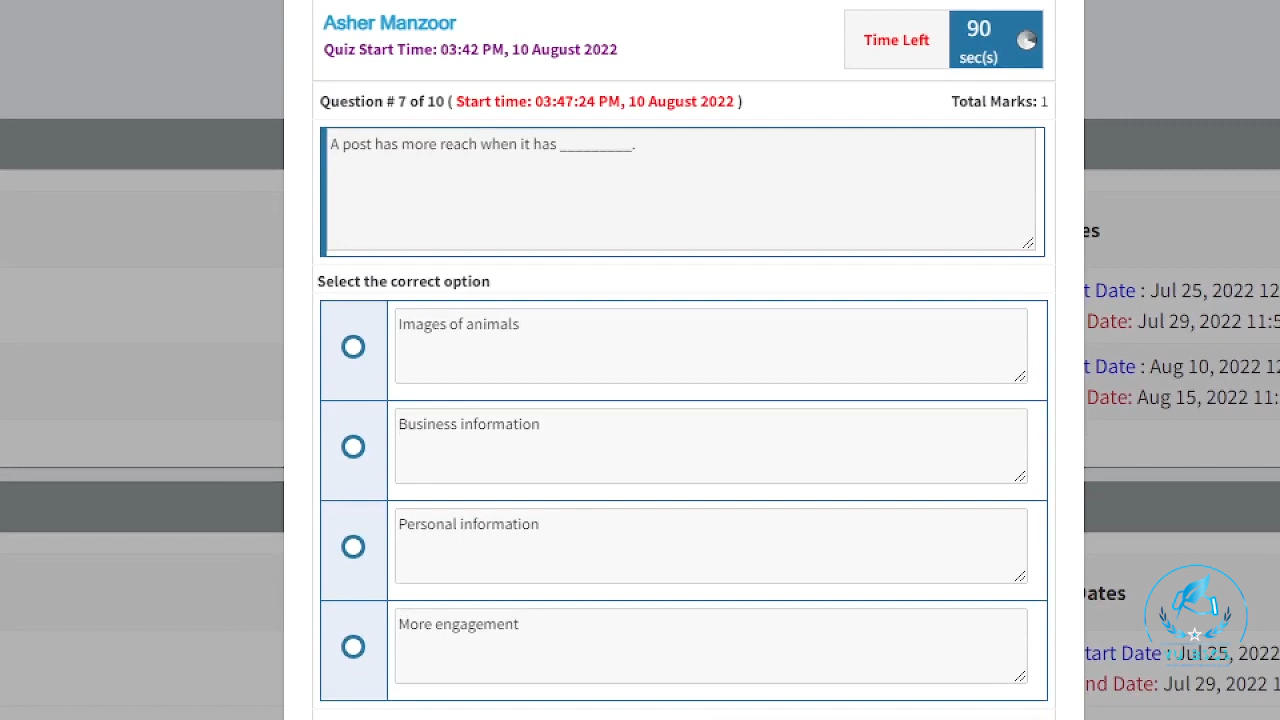 Asher Manzoor
Quiz Start Time: 03:42 PM, 10 August 2022
Time Left
90
sec(s)
Question # 7 of 10 ( Start time: 03:47:24 PM, 10 August 2022 )
Total Marks: 1
A post has more reach when it has _________.
Select the correct option
Images of animals
Business information
Personal information
More engagement
es
t Date : Jul 25, 2022 12
Date: Jul 29, 2022 11:5
t Date : Aug 10, 2022 12
Date: Aug 15, 2022 11:
Dates
tart Date : Jul 25, 2022
nd Date: Jul 29, 2022 1